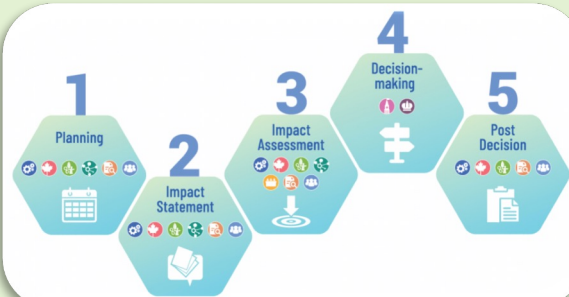 1
Planning
2
Impact
Statement
3
Impact
Assessment
4
Decision-
making
5
Post
Decision